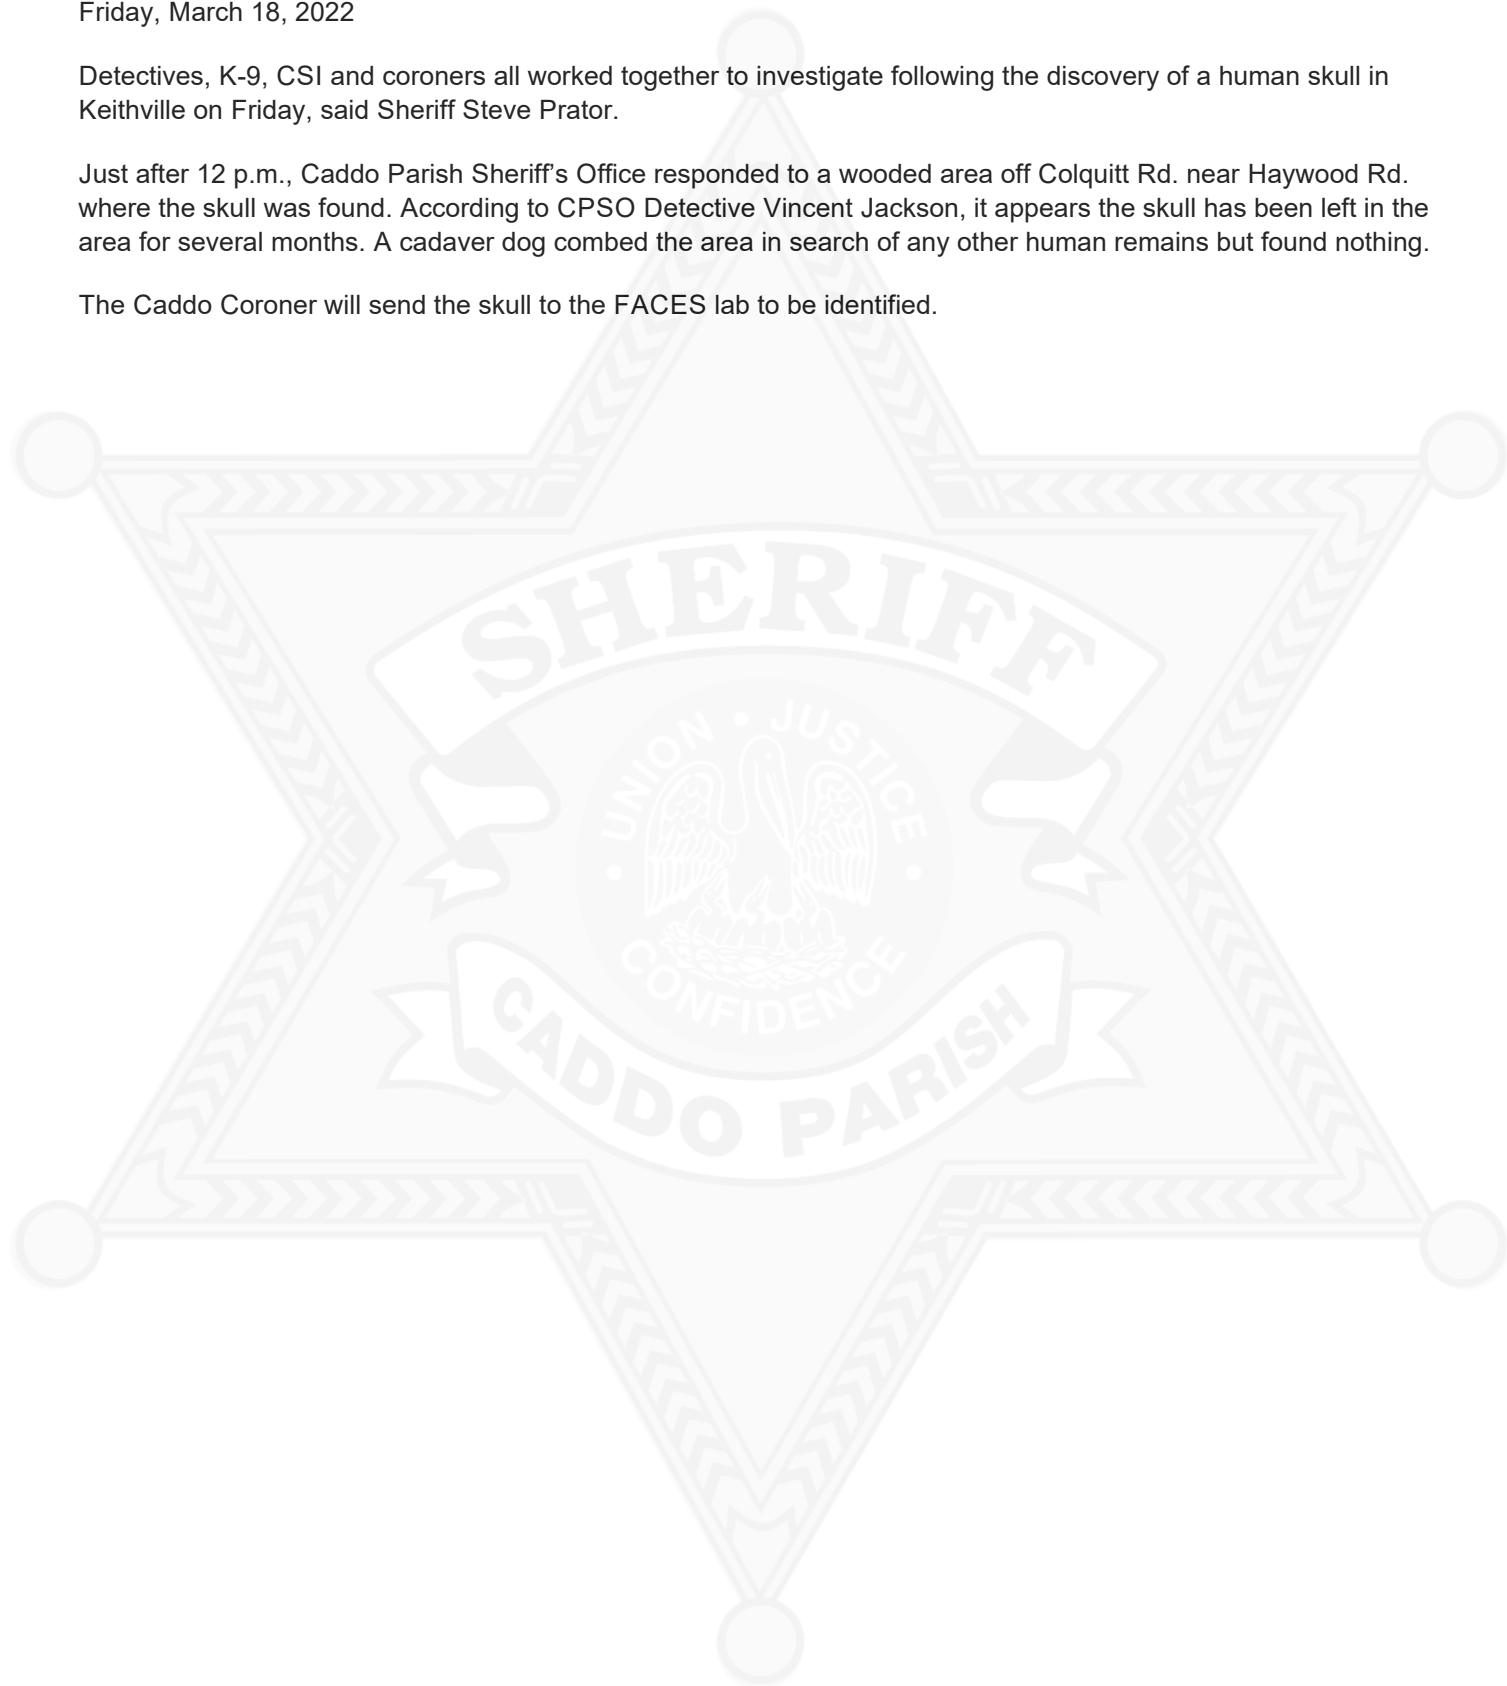 Friday, March 18, 2022
Detectives, K-9, CSI and coroners all worked together to investigate following the discovery of a human skull in
Keithville on Friday, said Sheriff Steve Prator.
Just after 12 p.m., Caddo Parish Sheriff’s Office responded to a wooded area off Colquitt Rd. near Haywood Rd.
where the skull was found. According to CPSO Detective Vincent Jackson, it appears the skull has been left in the
area for several months. A cadaver dog combed the area in search of any other human remains but found nothing.
The Caddo Coroner will send the skull to the FACES lab to be identified.
SHERIFF
UNION • JUSTICE
• CONFIDENCE •
CADDO PARISH